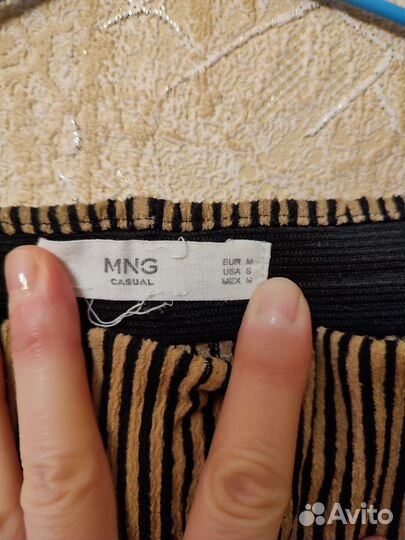 MNG
CASUAL
EUR M
USA S
MEX M
Avito